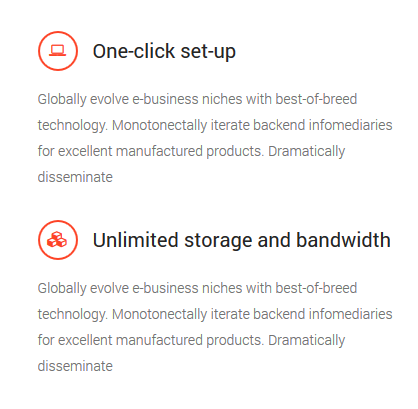 One-click set-up
Globally evolve e-business niches with best-of-breed
technology. Monotonectally iterate backend infomediaries
for excellent manufactured products. Dramatically
disseminate
Unlimited storage and bandwidth
Globally evolve e-business niches with best-of-breed
technology. Monotonectally iterate backend infomediaries
for excellent manufactured products. Dramatically
disseminate